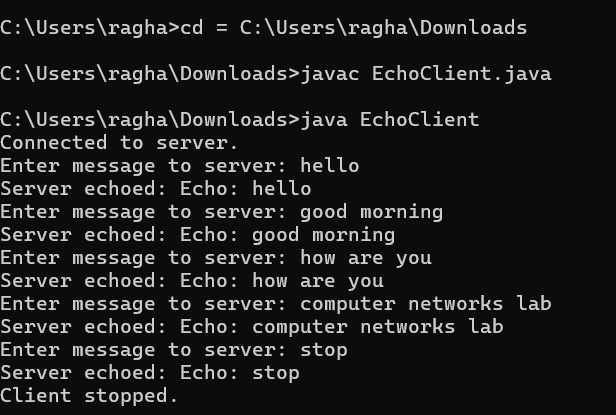 C:\Users\ragha>cd = C:\Users\ragha\Downloads
C:\Users\ragha\Downloads>javac EchoClient.java
C:\Users\ragha\Downloads>java EchoClient
Connected to server.
Enter message to server: hello
Server echoed: Echo: hello
Enter message to server: good morning
Server echoed: Echo: good morning
Enter message to server: how are you
Server echoed: Echo: how are you
Enter message to server: computer networks lab
Server echoed: Echo: computer networks lab
Enter message to server: stop
Server echoed: Echo: stop
Client stopped.